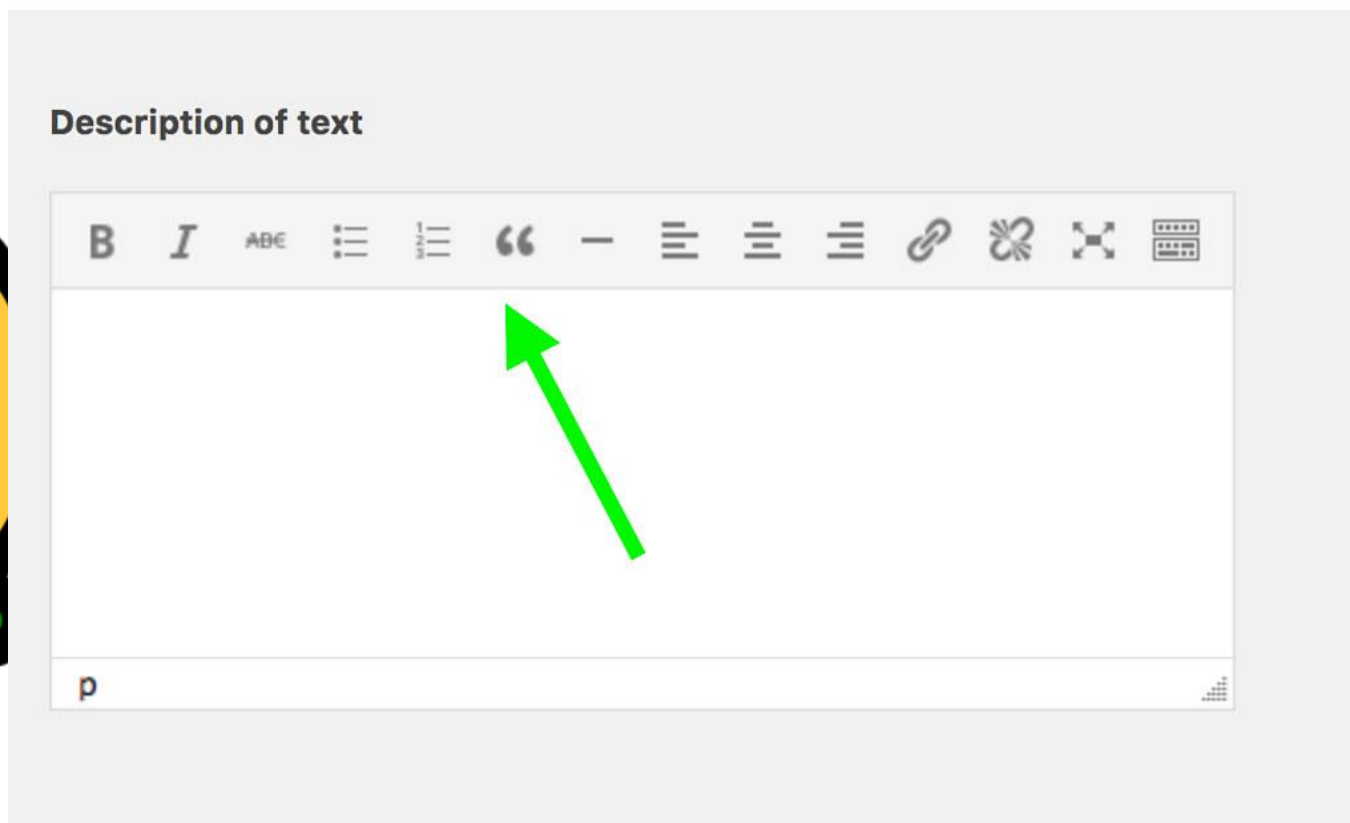 Description of text
B I ABC “
p